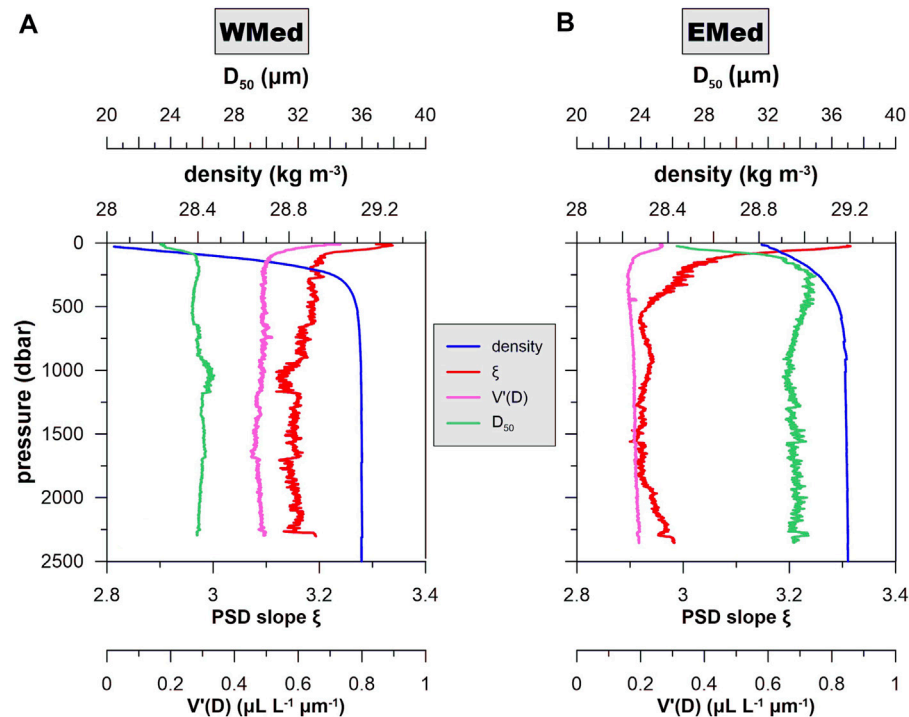 A
WMed
D₅₀ (µm)
20 24 28 32 36 40
density (kg m⁻³)
28 28.4 28.8 29.2
0
500
1000
1500
2000
2500
pressure (dbar)
2.8 3 3.2 3.4
PSD slope ξ
0 0.2 0.4 0.6 0.8 1
V'(D) (µL L⁻¹ µm⁻¹)
density
ξ
V'(D)
D₅₀
B
EMed
D₅₀ (µm)
20 24 28 32 36 40
density (kg m⁻³)
28 28.4 28.8 29.2
0
500
1000
1500
2000
2500
2.8 3 3.2 3.4
PSD slope ξ
0 0.2 0.4 0.6 0.8 1
V'(D) (µL L⁻¹ µm⁻¹)